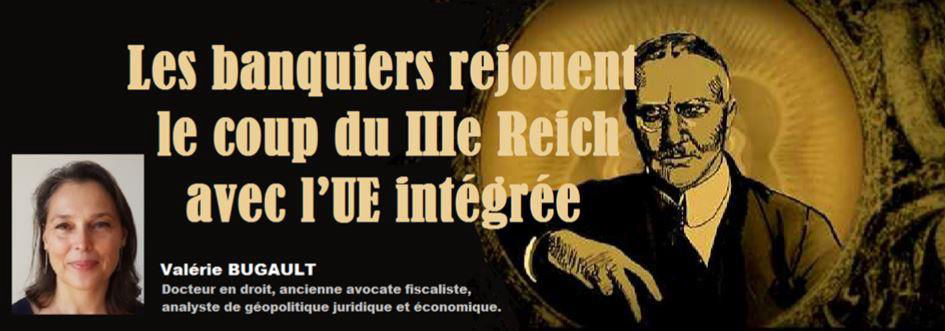 Les banquiers rejouent
le coup du IIIe Reich
avec l'UE intégrée
Valérie BUGAULT
Docteur en droit, ancienne avocate fiscaliste,
analyste de géopolitique juridique et économique.